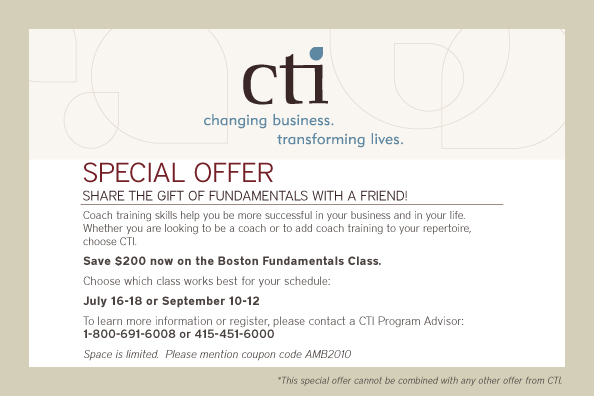 cti
changing business.
transforming lives.
SPECIAL OFFER
SHARE THE GIFT OF FUNDAMENTALS WITH A FRIEND!
Coach training skills help you be more successful in your business and in your life.
Whether you are looking to be a coach or to add coach training to your repertoire,
choose CTI.
Save $200 now on the Boston Fundamentals Class.
Choose which class works best for your schedule:
July 16-18 or September 10-12
To learn more information or register, please contact a CTI Program Advisor:
1-800-691-6008 or 415-451-6000
Space is limited. Please mention coupon code AMB2010
*This special offer cannot be combined with any other offer from CTI.